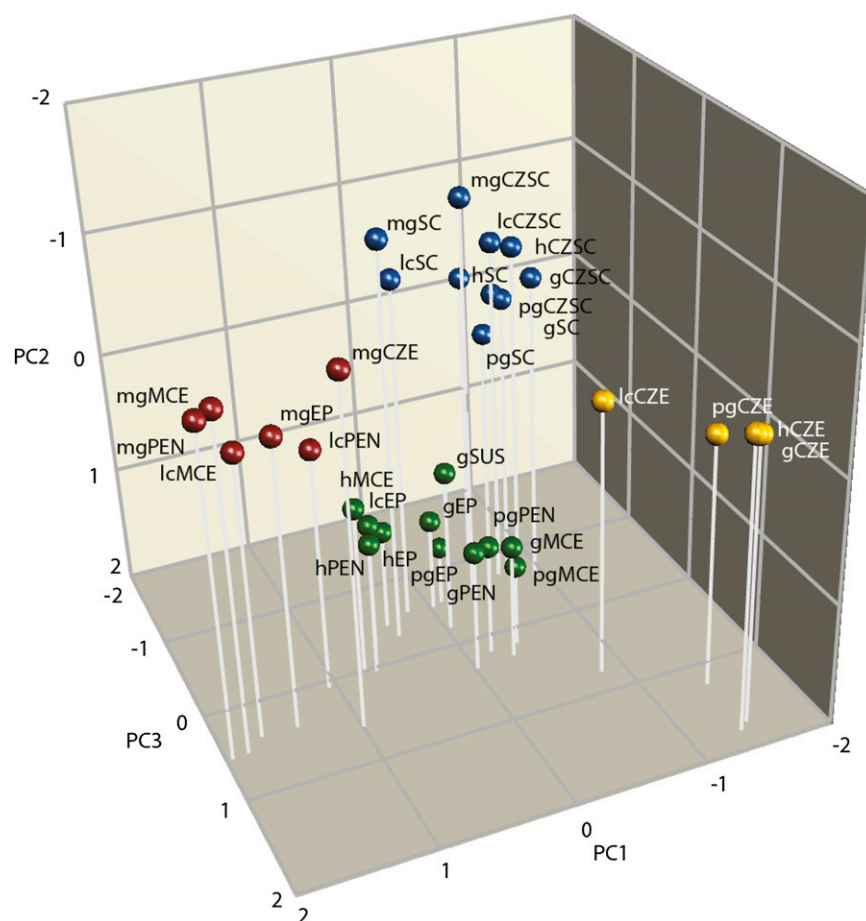 -2
mgCZSC
mgSC
lcCZSC
-1
hCZSC
lcSC
hSC
gCZSC
pgCZSC
gSC
mgCZE
pgSC
PC2
0
mgMCE
lcCZE
pgCZE
mgEP
hCZE
mgPEN
lcPEN
gCZE
lcMCE
gSUS
1
hMCE
lcEP
gEP
pgPEN
gMCE
hPEN
hEP
pgEP
pgMCE
2
gPEN
-2
-1
0
PC3
-2
1
-1
0
PC1
1
2
2